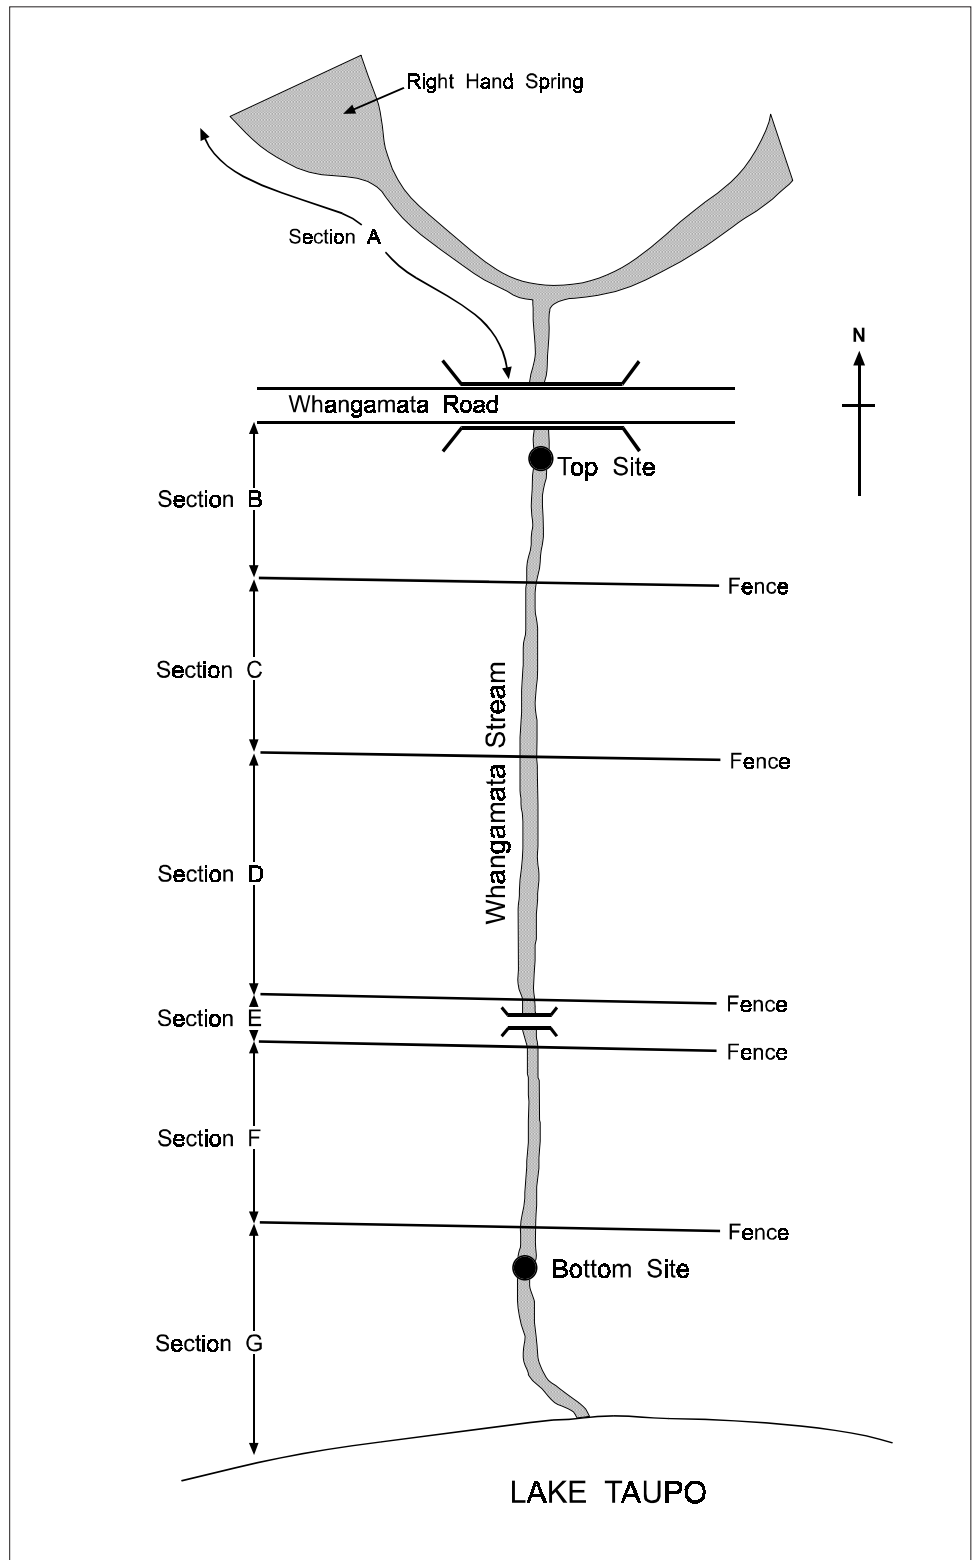 Right Hand Spring
Section A
N
Whangamata Road
Top Site
Section B
Fence
Section C
Whangamata Stream
Fence
Section D
Fence
Section E
Fence
Section F
Fence
Bottom Site
Section G
LAKE TAUPO